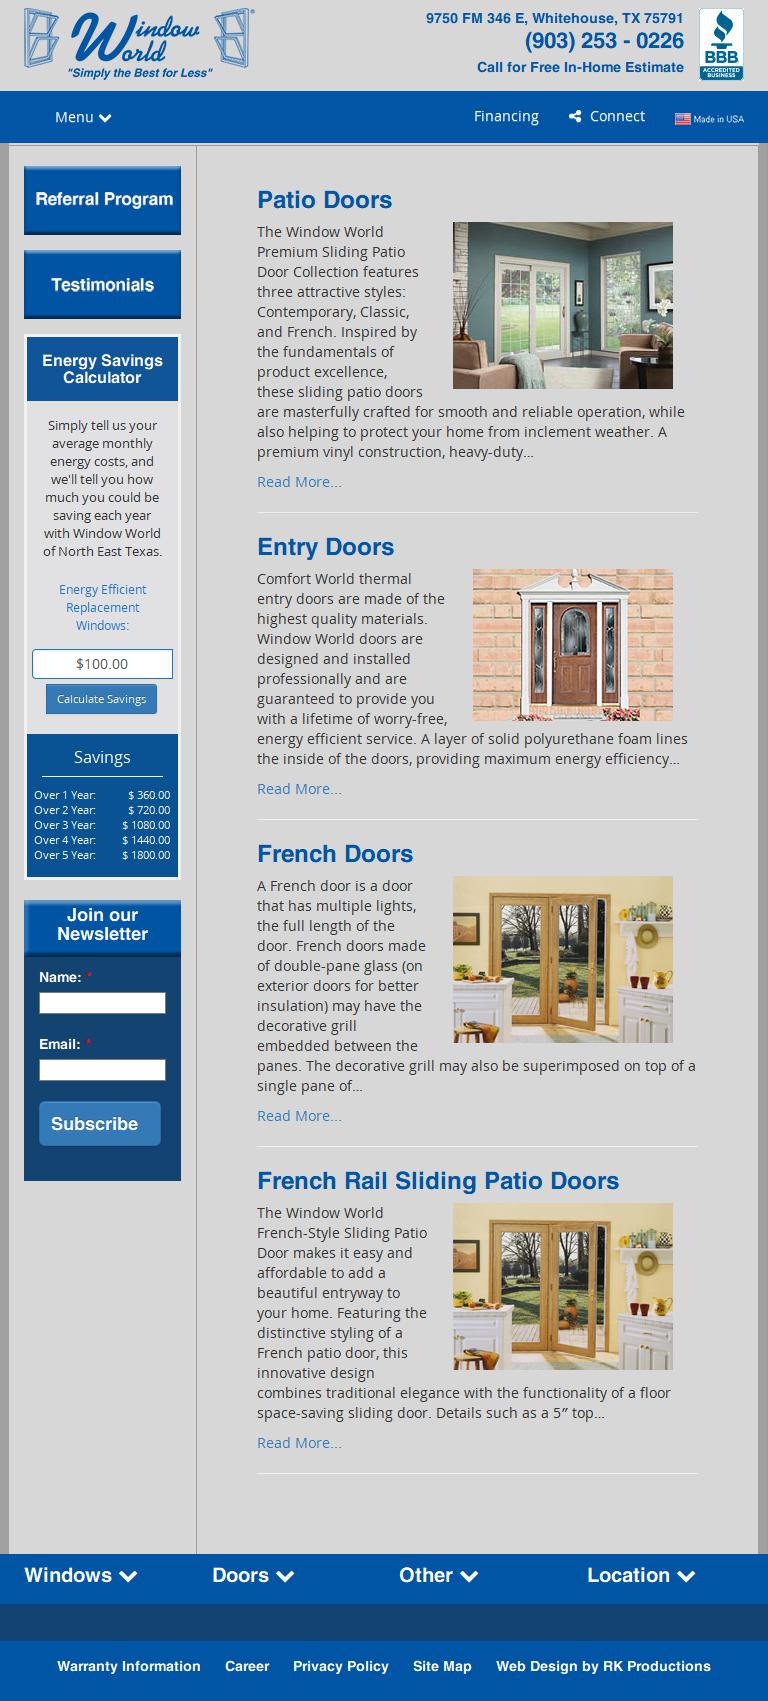 Window
World
®
"Simply the Best for Less"
9750 FM 346 E, Whitehouse, TX 75791
(903) 253 - 0226
Call for Free In-Home Estimate
BBB
ACCREDITED
BUSINESS
Menu
Financing
Connect
Made in USA
Referral Program
Testimonials
Energy Savings
Calculator
Simply tell us your
average monthly
energy costs, and
we'll tell you how
much you could be
saving each year
with Window World
of North East Texas.
Energy Efficient
Replacement
Windows:
$100.00
Calculate Savings
Savings
Over 1 Year: $ 360.00
Over 2 Year: $ 720.00
Over 3 Year: $ 1080.00
Over 4 Year: $ 1440.00
Over 5 Year: $ 1800.00
Join our
Newsletter
Name: *
Email: *
Subscribe
Patio Doors
The Window World
Premium Sliding Patio
Door Collection features
three attractive styles:
Contemporary, Classic,
and French. Inspired by
the fundamentals of
product excellence,
these sliding patio doors
are masterfully crafted for smooth and reliable operation, while
also helping to protect your home from inclement weather. A
premium vinyl construction, heavy-duty...
Read More...
Entry Doors
Comfort World thermal
entry doors are made of the
highest quality materials.
Window World doors are
designed and installed
professionally and are
guaranteed to provide you
with a lifetime of worry-free,
energy efficient service. A layer of solid polyurethane foam lines
the inside of the doors, providing maximum energy efficiency...
Read More...
French Doors
A French door is a door
that has multiple lights,
the full length of the
door. French doors made
of double-pane glass (on
exterior doors for better
insulation) may have the
decorative grill
embedded between the
panes. The decorative grill may also be superimposed on top of a
single pane of...
Read More...
French Rail Sliding Patio Doors
The Window World
French-Style Sliding Patio
Door makes it easy and
affordable to add a
beautiful entryway to
your home. Featuring the
distinctive styling of a
French patio door, this
innovative design
combines traditional elegance with the functionality of a floor
space-saving sliding door. Details such as a 5″ top...
Read More...
Windows
Doors
Other
Location
Warranty Information
Career
Privacy Policy
Site Map
Web Design by RK Productions